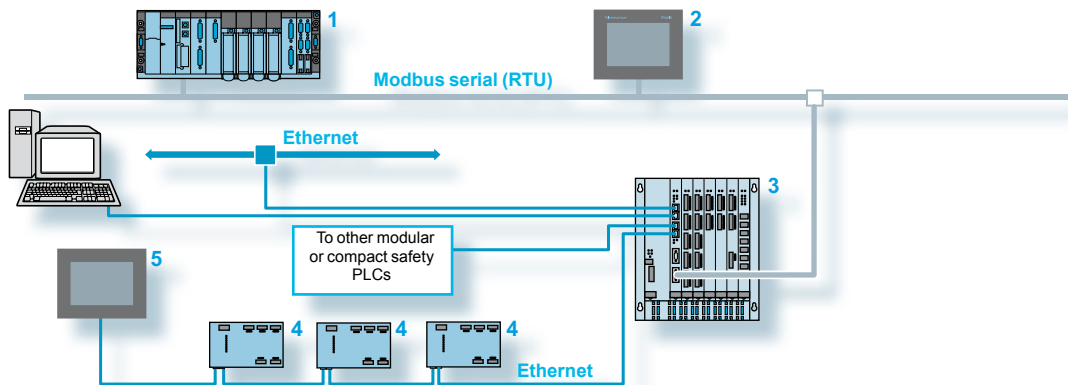 1
2
Modbus serial (RTU)
Ethernet
3
To other modular
or compact safety
PLCs
5
4
4
4
Ethernet